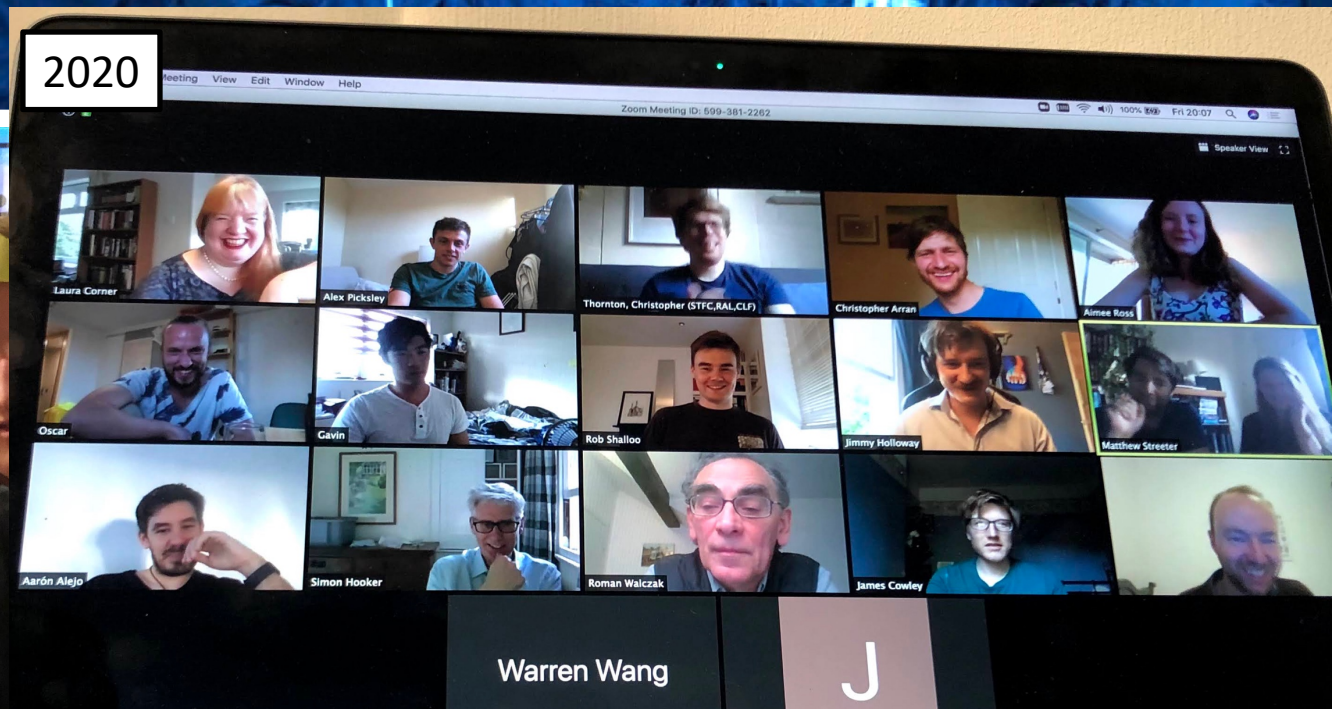 2020
Meeting View Edit Window Help
Zoom Meeting ID: 599-381-2262
100% Fri 20:07
Speaker View
Laura Corner
Alex Picksley
Thornton, Christopher (STFC,RAL,CLF)
Christopher Arran
Aimee Ross
Oscar
Gavin
Rob Shalloo
Jimmy Holloway
Matthew Streeter
Aarón Alejo
Simon Hooker
Roman Walczak
James Cowley
Warren Wang
J